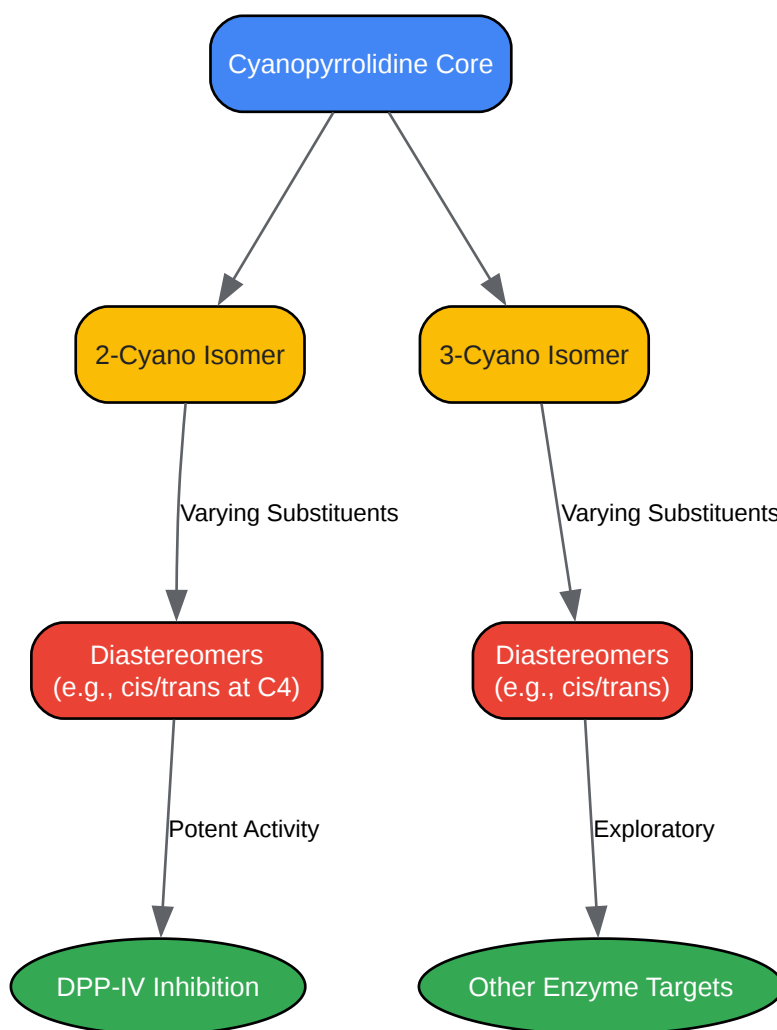 Cyanopyrrolidine Core
2-Cyano Isomer
3-Cyano Isomer
Varying Substituents
Varying Substituents
Diastereomers
(e.g., cis/trans at C4)
Diastereomers
(e.g., cis/trans)
Potent Activity
Exploratory
DPP-IV Inhibition
Other Enzyme Targets